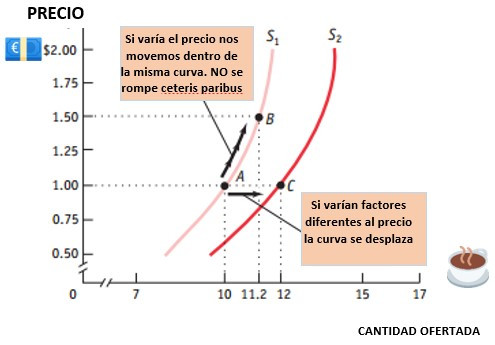 PRECIO
$2.00
1.75
1.50
1.25
1.00
0.75
0.50
Si varía el precio nos
movemos dentro de
la misma curva. NO se
rompe ceteris paribus
S1
S2
B
A
C
Si varían factores
diferentes al precio
la curva se desplaza
0
7
10
11.2
12
15
17
CANTIDAD OFERTADA